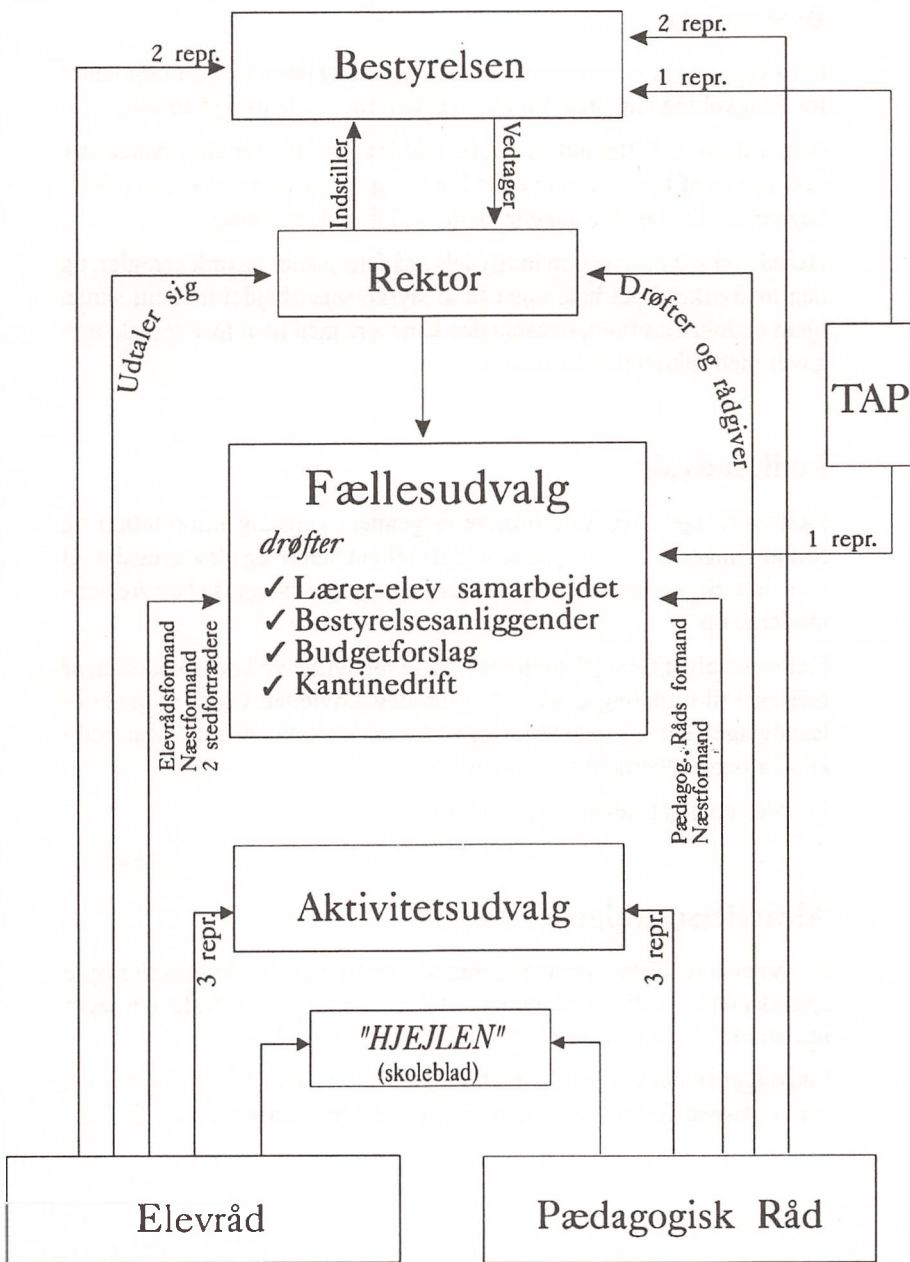 2 repr.
Bestyrelsen
2 repr.
1 repr.
Indstiller
Vedtager
Rektor
Udtaler sig
Drøfter og rådgiver
TAP
Fællesudvalg
drøfter
✓ Lærer-elev samarbejdet
✓ Bestyrelsesanliggender
✓ Budgetforslag
✓ Kantinedrift
1 repr.
Elevrådsformand
Næstformand
2 stedfortrædere
Pædagog. Råds formand
Næstformand
Aktivitetsudvalg
3 repr.
3 repr.
"HJEJLEN"
(skoleblad)
Elevråd
Pædagogisk Råd